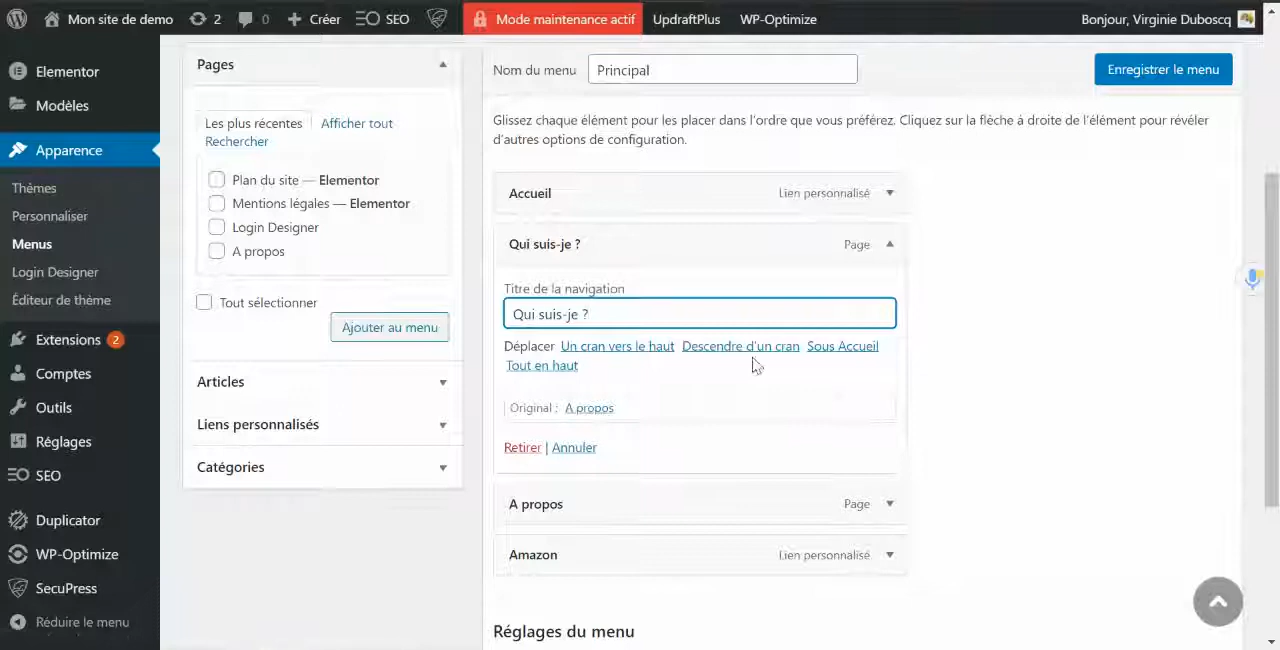 Mon site de demo 2 0 Créer SEO Mode maintenance actif UpdraftPlus WP-Optimize Bonjour, Virginie Duboscq
Elementor
Modèles
Apparence
Thèmes
Personnaliser
Menus
Login Designer
Éditeur de thème
Extensions 2
Comptes
Outils
Réglages
SEO
Duplicator
WP-Optimize
SecuPress
Réduire le menu
Pages
Les plus récentes Afficher tout
Rechercher
Plan du site — Elementor
Mentions légales — Elementor
Login Designer
A propos
Tout sélectionner
Ajouter au menu
Articles
Liens personnalisés
Catégories
Nom du menu Principal Enregistrer le menu
Glissez chaque élément pour les placer dans l'ordre que vous préférez. Cliquez sur la flèche à droite de l'élément pour révéler
d'autres options de configuration.
Accueil Lien personnalisé
Qui suis-je ? Page
Titre de la navigation
Qui suis-je ?
Déplacer Un cran vers le haut Descendre d'un cran Sous Accueil
Tout en haut
Original : A propos
Retirer | Annuler
A propos Page
Amazon Lien personnalisé
Réglages du menu